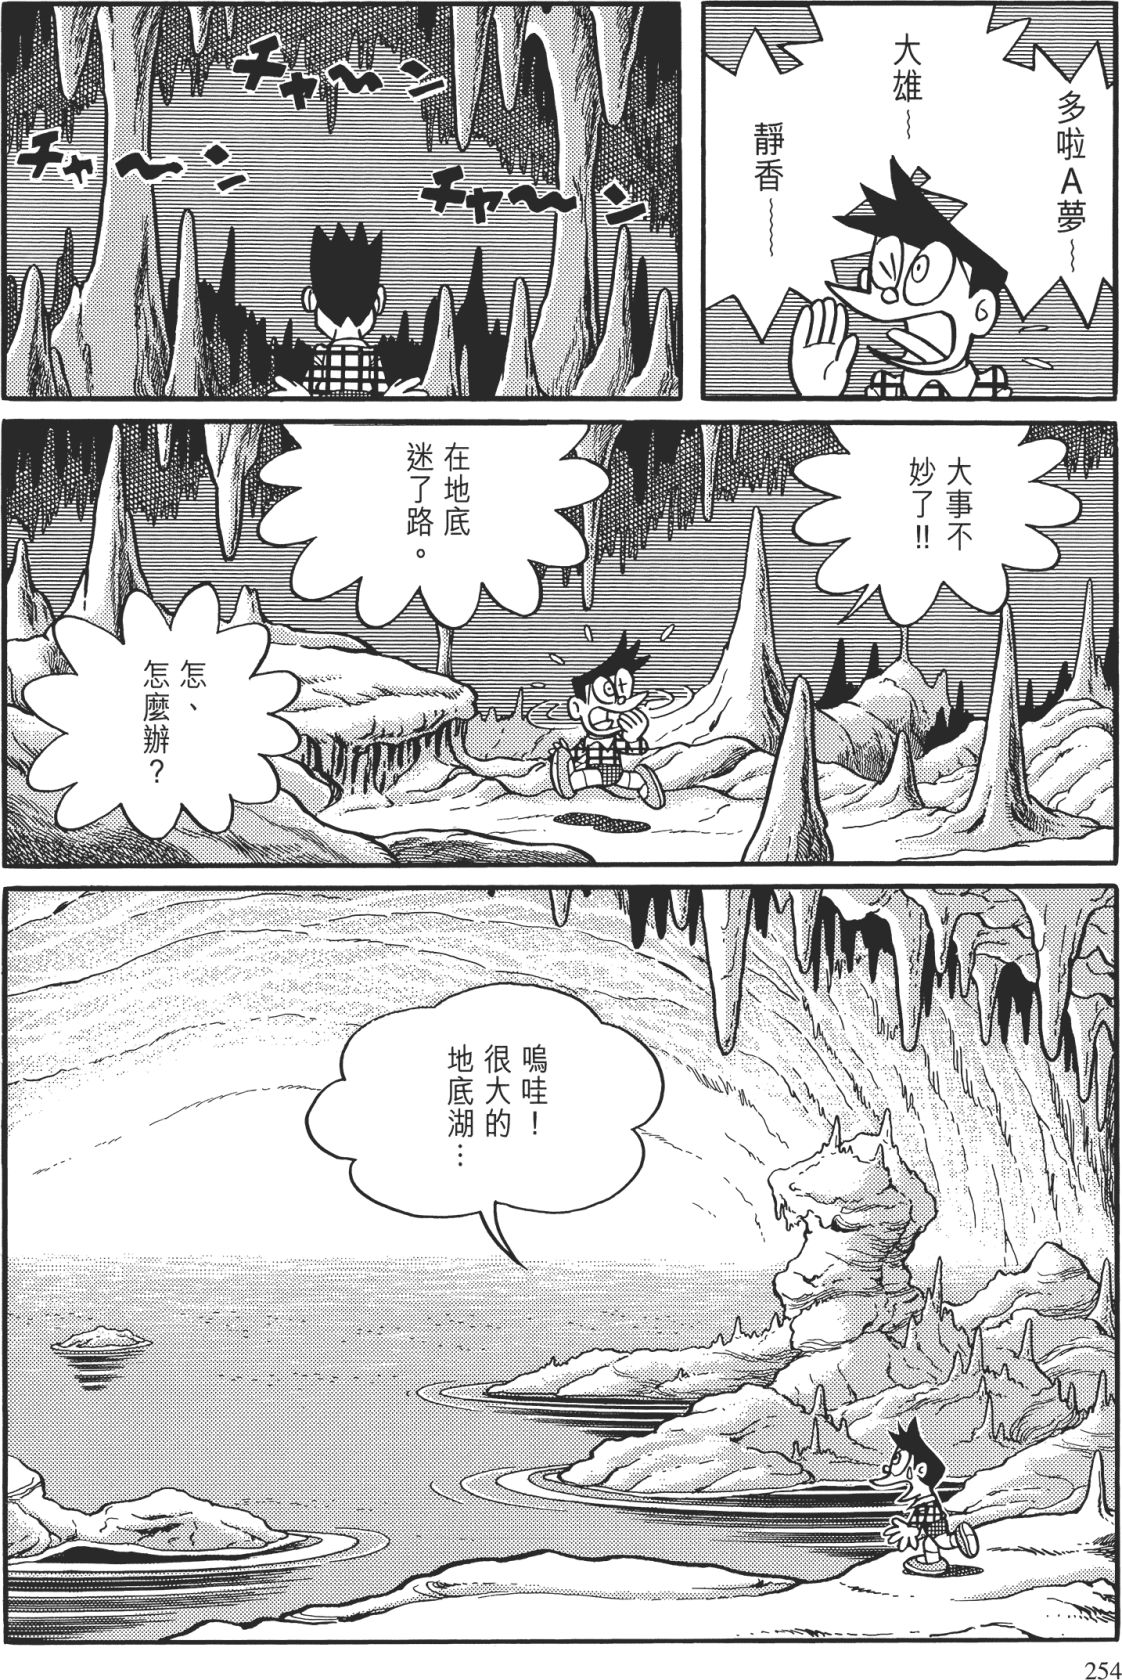 多啦A夢~
大雄~
靜香~~
チャ～ン
チャ～ン
チャ～ン
大事不
妙了!!
在地底
迷了路。
怎、
怎麼辦？
嗚哇！
很大的
地底湖…
254